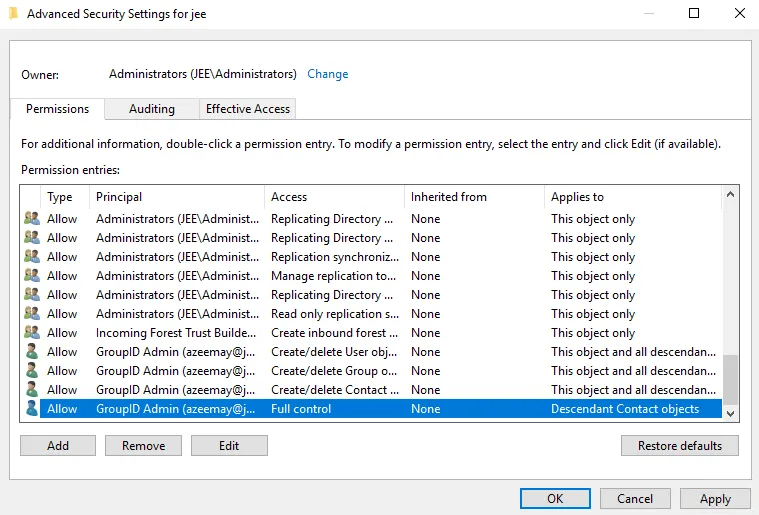 Advanced Security Settings for jee
Owner: Administrators (JEE\Administrators) Change
Permissions Auditing Effective Access
For additional information, double-click a permission entry. To modify a permission entry, select the entry and click Edit (if available).
Permission entries:
Type Principal Access Inherited from Applies to
Allow Administrators (JEE\Administ... Replicating Directory ... None This object only
Allow Administrators (JEE\Administ... Replicating Directory ... None This object only
Allow Administrators (JEE\Administ... Replication synchroniz... None This object only
Allow Administrators (JEE\Administ... Manage replication to... None This object only
Allow Administrators (JEE\Administ... Replicating Directory ... None This object only
Allow Administrators (JEE\Administ... Read only replication s... None This object only
Allow Incoming Forest Trust Builde... Create inbound forest ... None This object only
Allow GroupID Admin (azeemay@j... Create/delete User obj... None This object and all descendan...
Allow GroupID Admin (azeemay@j... Create/delete Group o... None This object and all descendan...
Allow GroupID Admin (azeemay@j... Create/delete Contact ... None This object and all descendan...
Allow GroupID Admin (azeemay@j... Full control None Descendant Contact objects
Add Remove Edit Restore defaults
OK Cancel Apply